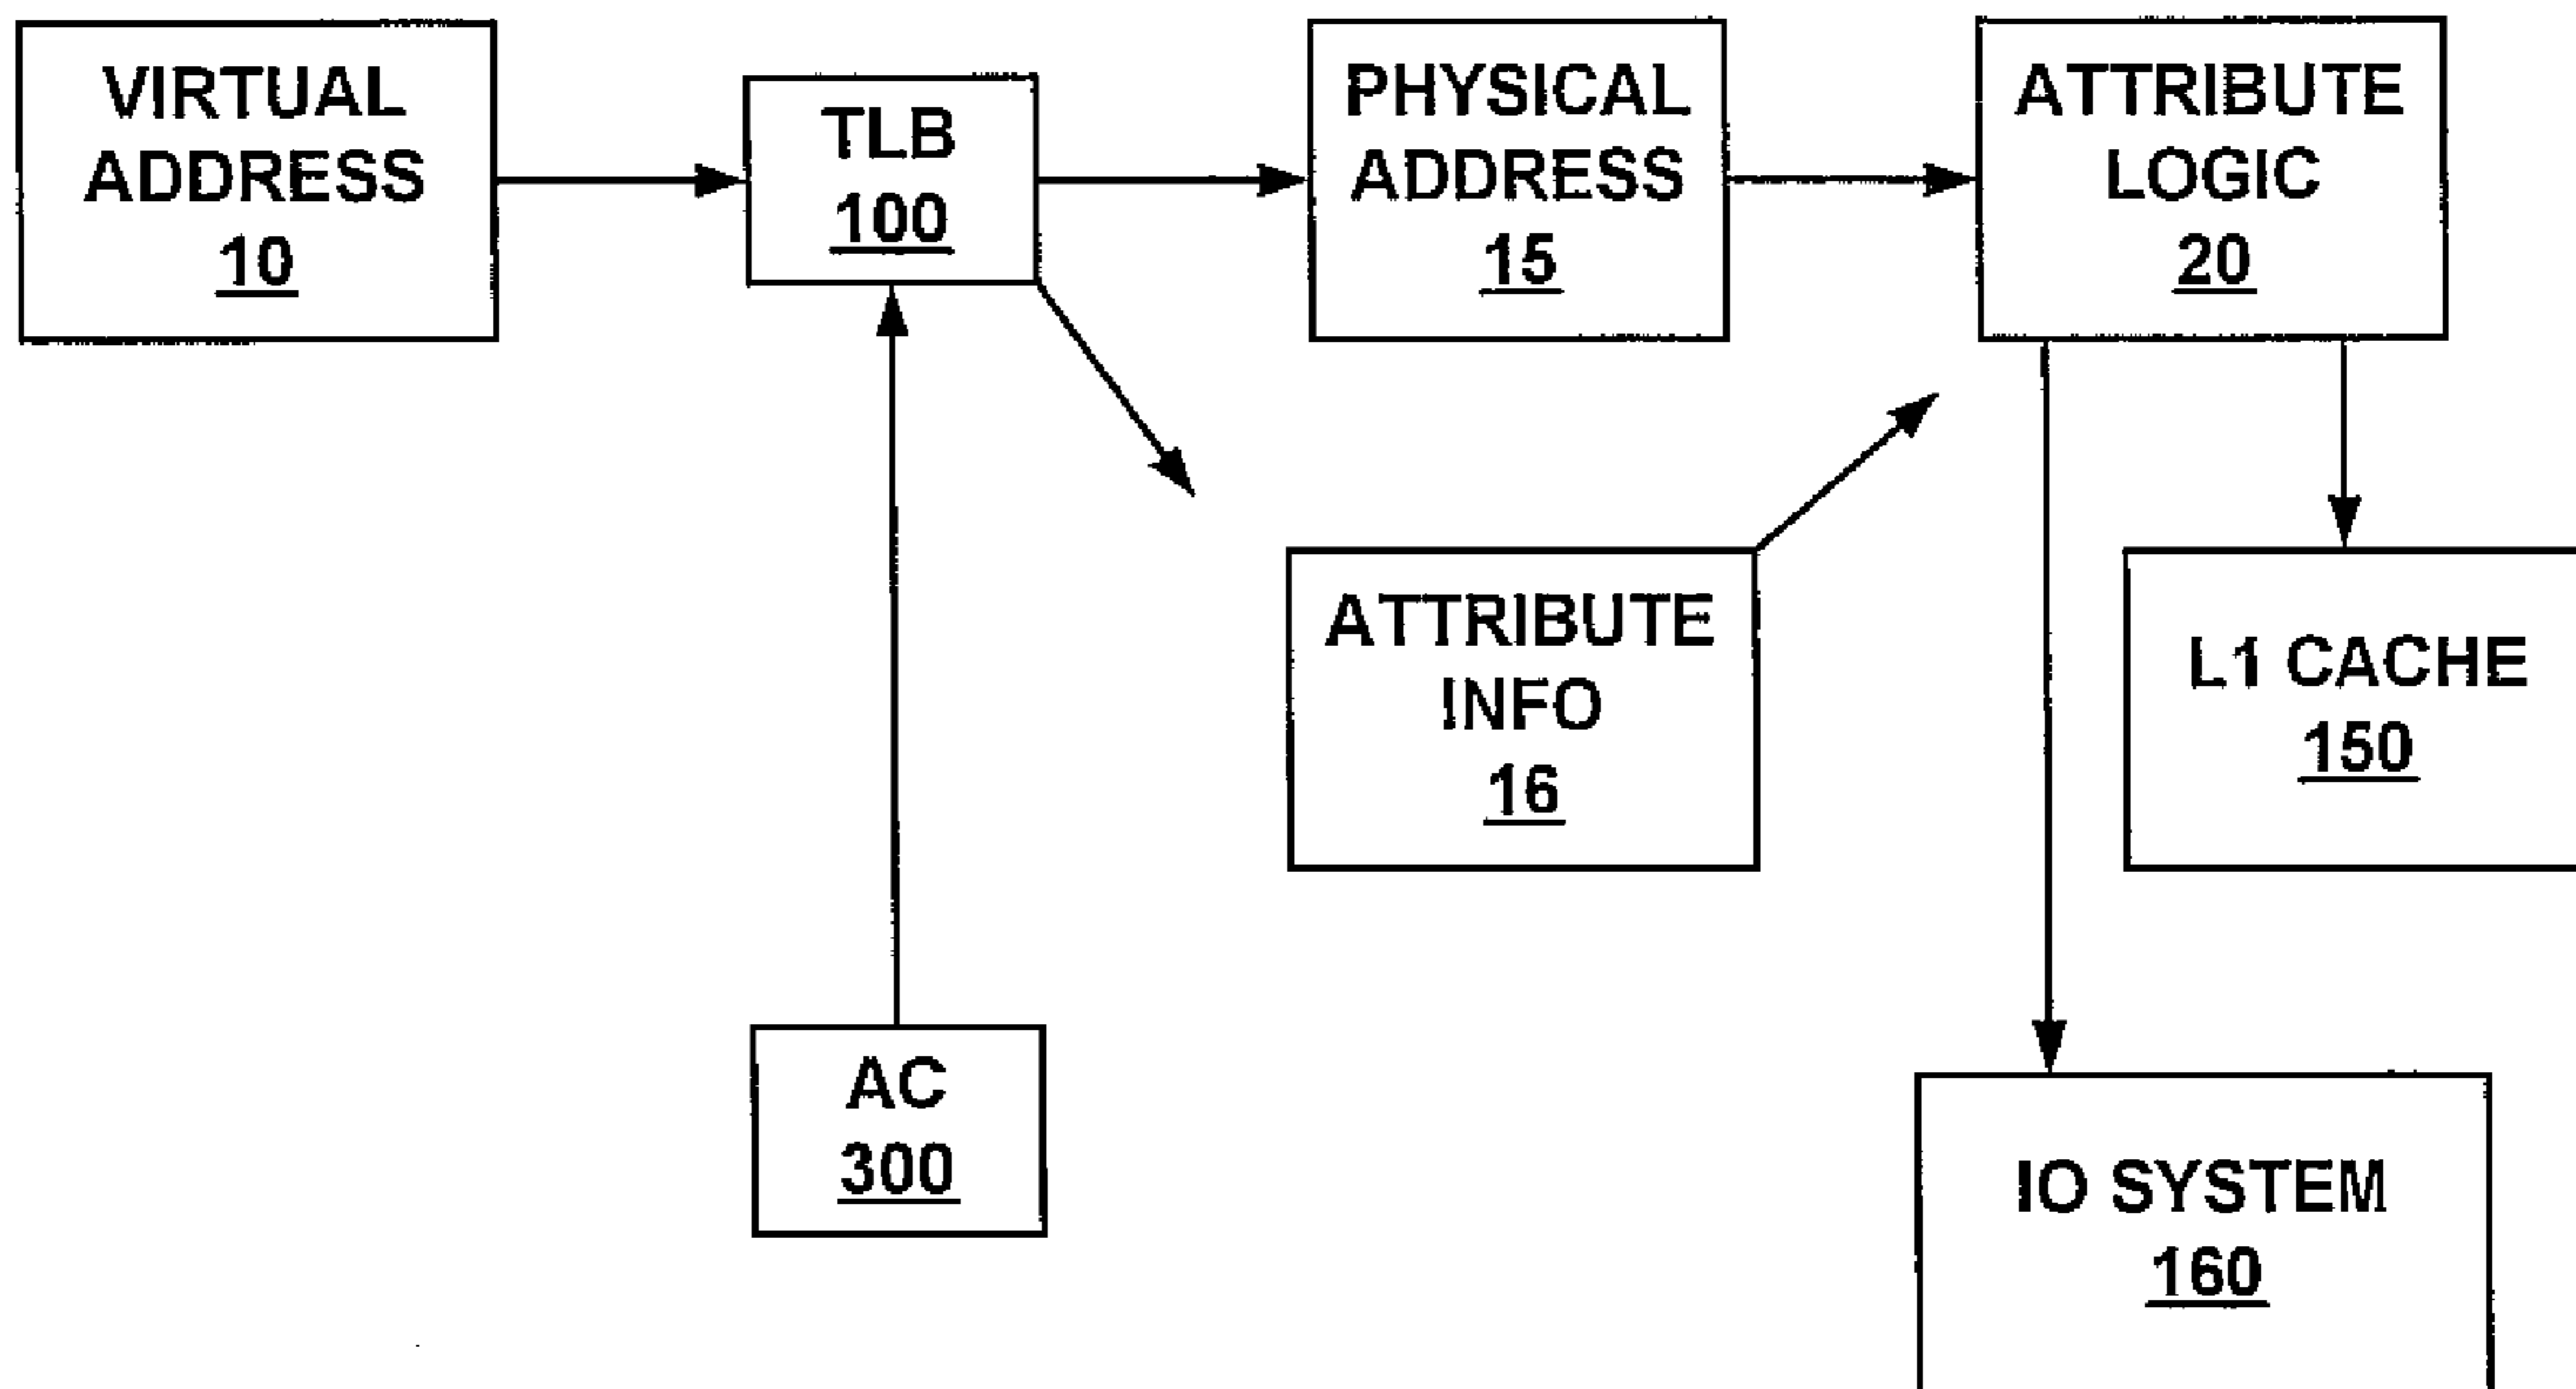 VIRTUAL
ADDRESS
10
TLB
100
PHYSICAL
ADDRESS
15
ATTRIBUTE
LOGIC
20
ATTRIBUTE
INFO
16
L1 CACHE
150
AC
300
IO SYSTEM
160